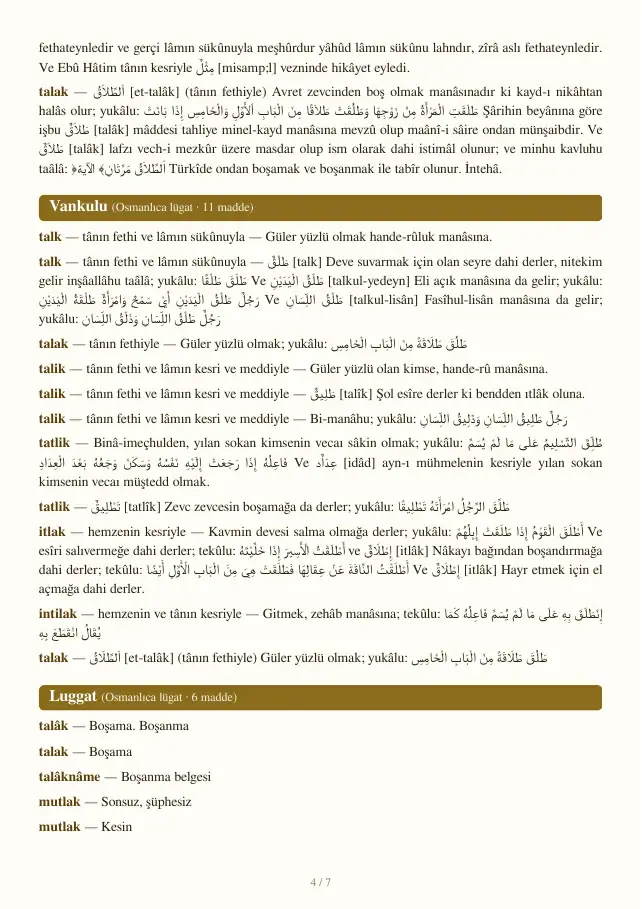 fethateynledir ve gerçi lâmın sükûnuyla meşhûrdur yâhûd lâmın sükûnu lahndır, zîrâ aslı fethateynledir.
Ve Ebû Hâtim tânın kesriyle مِثْلٌ [misamp;l] vezninde hikâyet eyledi.
talak — اَلطَّلَاقُ [et-talâk] (tânın fethiyle) Avret zevcinden boş olmak manâsınadır ki kayd-ı nikâhtan
halâs olur; yukâlu: طَلَقَتِ الْمَرْأَةُ مِنْ زَوْجِهَا وَطَلُقَتْ طَلَاقًا مِنَ الْبَابِ الْأَوَّلِ وَالْخَامِسِ إِذَا بَانَتْ Şârihin beyânına göre
işbu طَلَاقٌ [talâk] mâddesi tahliye minel-kayd manâsına mevzû olup maânî-i sâire ondan münşaibdir. Ve
طَلَاقٌ [talâk] lafzı vech-i mezkûr üzere masdar olup ism olarak dahi istimâl olunur; ve minhu kavluhu
taâlâ: ﴿اَلطَّلَاقُ مَرَّتَانِ﴾ الآية Türkîde ondan boşamak ve boşanmak ile tabîr olunur. İntehâ.
Vankulu (Osmanlıca lügat · 11 madde)
talk — tânın fethi ve lâmın sükûnuyla — Güler yüzlü olmak hande-rûluk manâsına.
talk — tânın fethi ve lâmın sükûnuyla — طَلْقٌ [talk] Deve suvarmak için olan seyre dahi derler, nitekim
gelir inşâallâhu taâlâ; yukâlu: طَلَقَ طَلْقًا Ve طَلْقُ الْيَدَيْنِ [talkul-yedeyn] Eli açık manâsına da gelir; yukâlu:
رَجُلٌ طَلْقُ الْيَدَيْنِ أَيْ سَمْحٌ وَامْرَأَةٌ طَلْقَةُ الْيَدَيْنِ Ve طَلْقُ اللِّسَانِ [talkul-lisân] Fasîhul-lisân manâsına da gelir;
yukâlu: رَجُلٌ طَلْقُ اللِّسَانِ وَذَلْقُ اللِّسَانِ
talak — tânın fethiyle — Güler yüzlü olmak; yukâlu: طَلُقَ طَلَاقَةً مِنَ الْبَابِ الْخَامِسِ
talik — tânın fethi ve lâmın kesri ve meddiyle — Güler yüzlü olan kimse, hande-rû manâsına.
talik — tânın fethi ve lâmın kesri ve meddiyle — طَلِيقٌ [talîk] Şol esîre derler ki bendden ıtlâk oluna.
talik — tânın fethi ve lâmın kesri ve meddiyle — Bi-manâhu; yukâlu: رَجُلٌ طَلِيقُ اللِّسَانِ وَذَلِيقُ اللِّسَانِ
tatlik — Binâ-imeçhulden, yılan sokan kimsenin vecaı sâkin olmak; yukâlu: طُلِّقَ السَّلِيمُ عَلَى مَا لَمْ يُسَمَّ
فَاعِلُهُ إِذَا رَجَعَتْ إِلَيْهِ نَفْسُهُ وَسَكَنَ وَجَعُهُ بَعْدَ الْعِدَادِ Ve عِدَادٌ [idâd] ayn-ı mühmelenin kesriyle yılan sokan
kimsenin vecaı müştedd olmak.
tatlik — تَطْلِيقٌ [tatlîk] Zevc zevcesin boşamağa da derler; yukâlu: طَلَّقَ الرَّجُلُ امْرَأَتَهُ تَطْلِيقًا
itlak — hemzenin kesriyle — Kavmin devesi salma olmağa derler; yukâlu: أَطْلَقَ الْقَوْمُ إِذَا طَلَقَتْ إِبِلُهُمْ Ve
esîri salıvermeğe dahi derler; tekûlu: أَطْلَقْتُ الْأَسِيرَ إِذَا خَلَّيْتَهُ ve إِطْلَاقٌ [itlâk] Nâkayı bağından boşandırmağa
dahi derler; tekûlu: أَطْلَقْتُ النَّاقَةَ عَنْ عِقَالِهَا فَطَلَقَتْ هِيَ مِنَ الْبَابِ الْأَوَّلِ أَيْضًا Ve إِطْلَاقٌ [itlâk] Hayr etmek için el
açmağa dahi derler.
intilak — hemzenin ve tânın kesriyle — Gitmek, zehâb manâsına; tekûlu: إِنْطَلَقَ بِهِ عَلَى مَا لَمْ يُسَمَّ فَاعِلُهُ كَمَا
يُقَالُ انْقَطَعَ بِهِ
talak — اَلطَّلَاقُ [et-talâk] (tânın fethiyle) Güler yüzlü olmak; yukâlu: طَلُقَ طَلَاقَةً مِنَ الْبَابِ الْخَامِسِ
Luggat (Osmanlıca lügat · 6 madde)
talâk — Boşama. Boşanma
talak — Boşama
talâknâme — Boşanma belgesi
mutlak — Sonsuz, şüphesiz
mutlak — Kesin
4 / 7